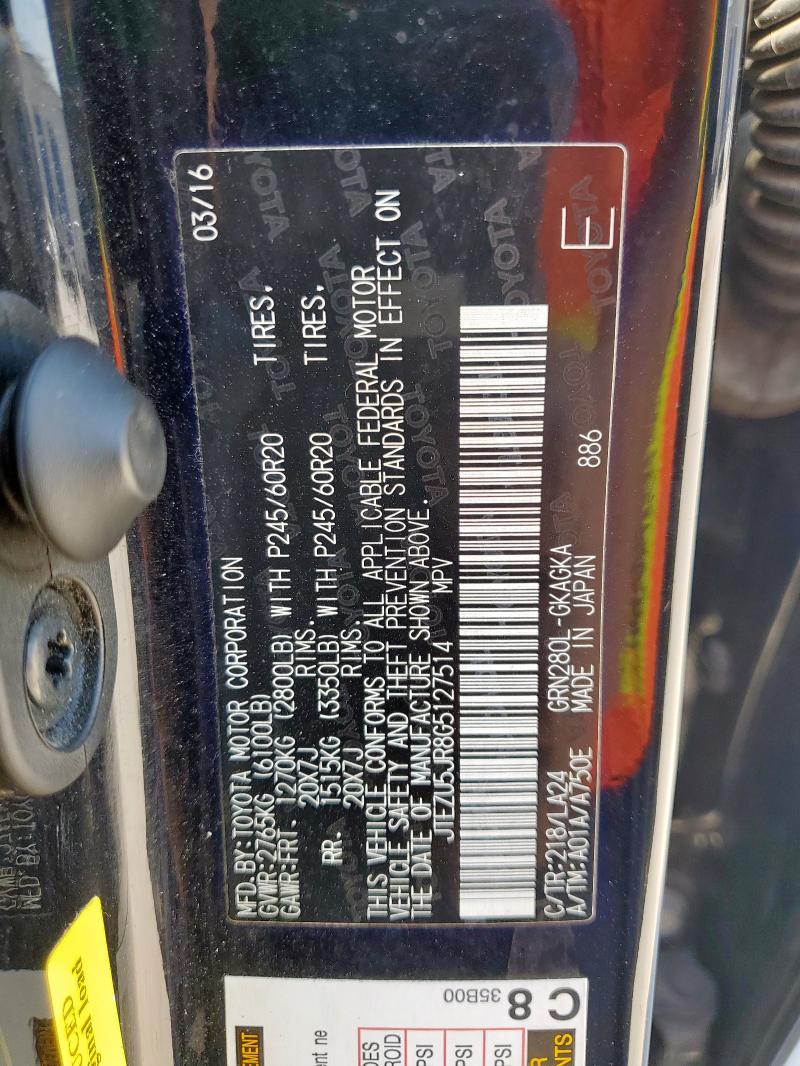 03/16
MFD.BY:TOYOTA MOTOR CORPORATION
GVWR:2765KG (6100LB)
GAWR:FRT. 1270KG (2800LB) WITH P245/60R20 TIRES.
20X7J RIMS.
RR. 1515KG (3350LB) WITH P245/60R20 TIRES.
20X7J RIMS.
THIS VEHICLE CONFORMS TO ALL APPLICABLE FEDERAL MOTOR
VEHICLE SAFETY AND THEFT PREVENTION STANDARDS IN EFFECT ON
THE DATE OF MANUFACTURE SHOWN ABOVE.
JTEZU5JR8G5127514 MPV
C/TR:218/LA24 GRN280L-GKAGKA 886
A/TM:A01A/A750E MADE IN JAPAN
E
C8
35B00
PSI
PSI
PSI